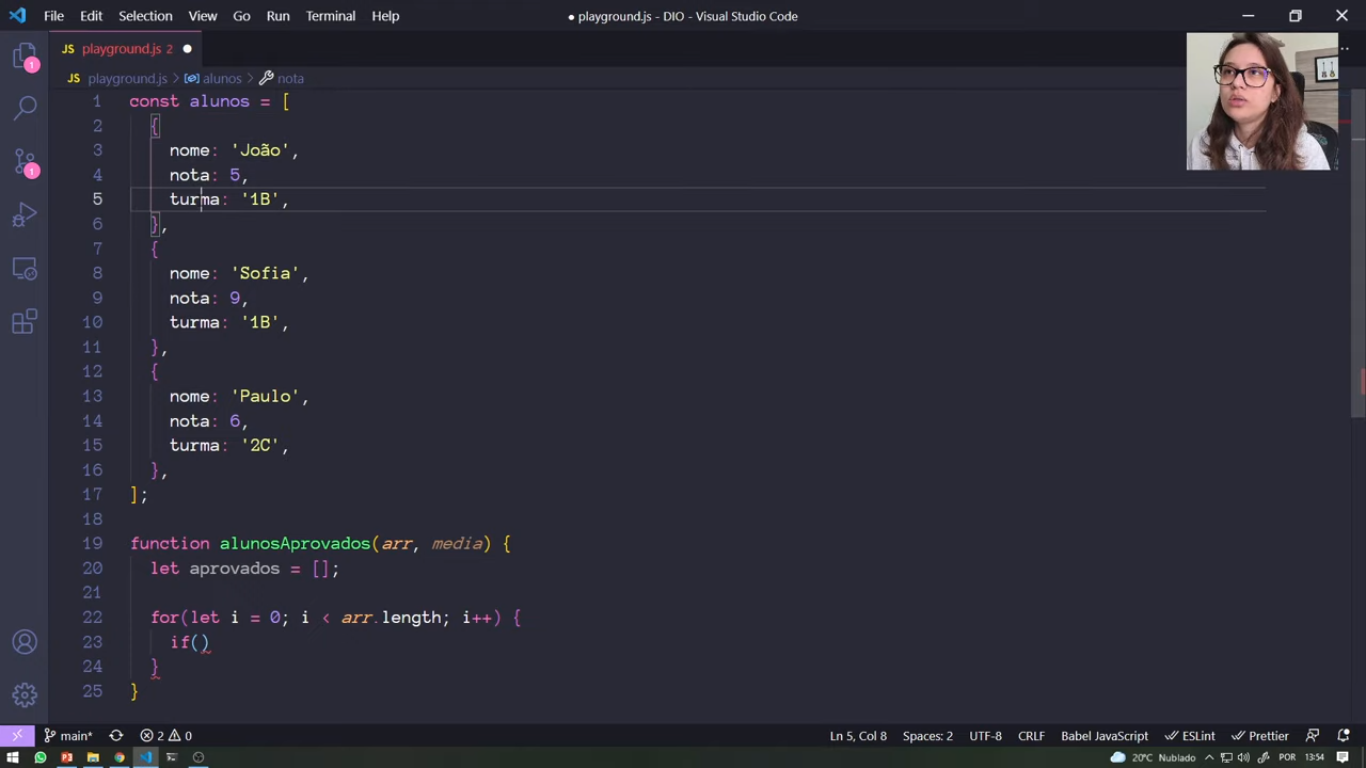 File Edit Selection View Go Run Terminal Help
● playground.js - DIO - Visual Studio Code
JS playground.js 2 ●
JS playground.js > alunos > nota
1 const alunos = [
2 {
3 nome: 'João',
4 nota: 5,
5 turma: '1B',
6 },
7 {
8 nome: 'Sofia',
9 nota: 9,
10 turma: '1B',
11 },
12 {
13 nome: 'Paulo',
14 nota: 6,
15 turma: '2C',
16 },
17 ];
18
19 function alunosAprovados(arr, media) {
20 let aprovados = [];
21
22 for(let i = 0; i < arr.length; i++) {
23 if()
24 }
25 }
1
1
main* 2 0 Ln 5, Col 8 Spaces: 2 UTF-8 CRLF Babel JavaScript ESLint Prettier
20°C Nublado POR 13:54